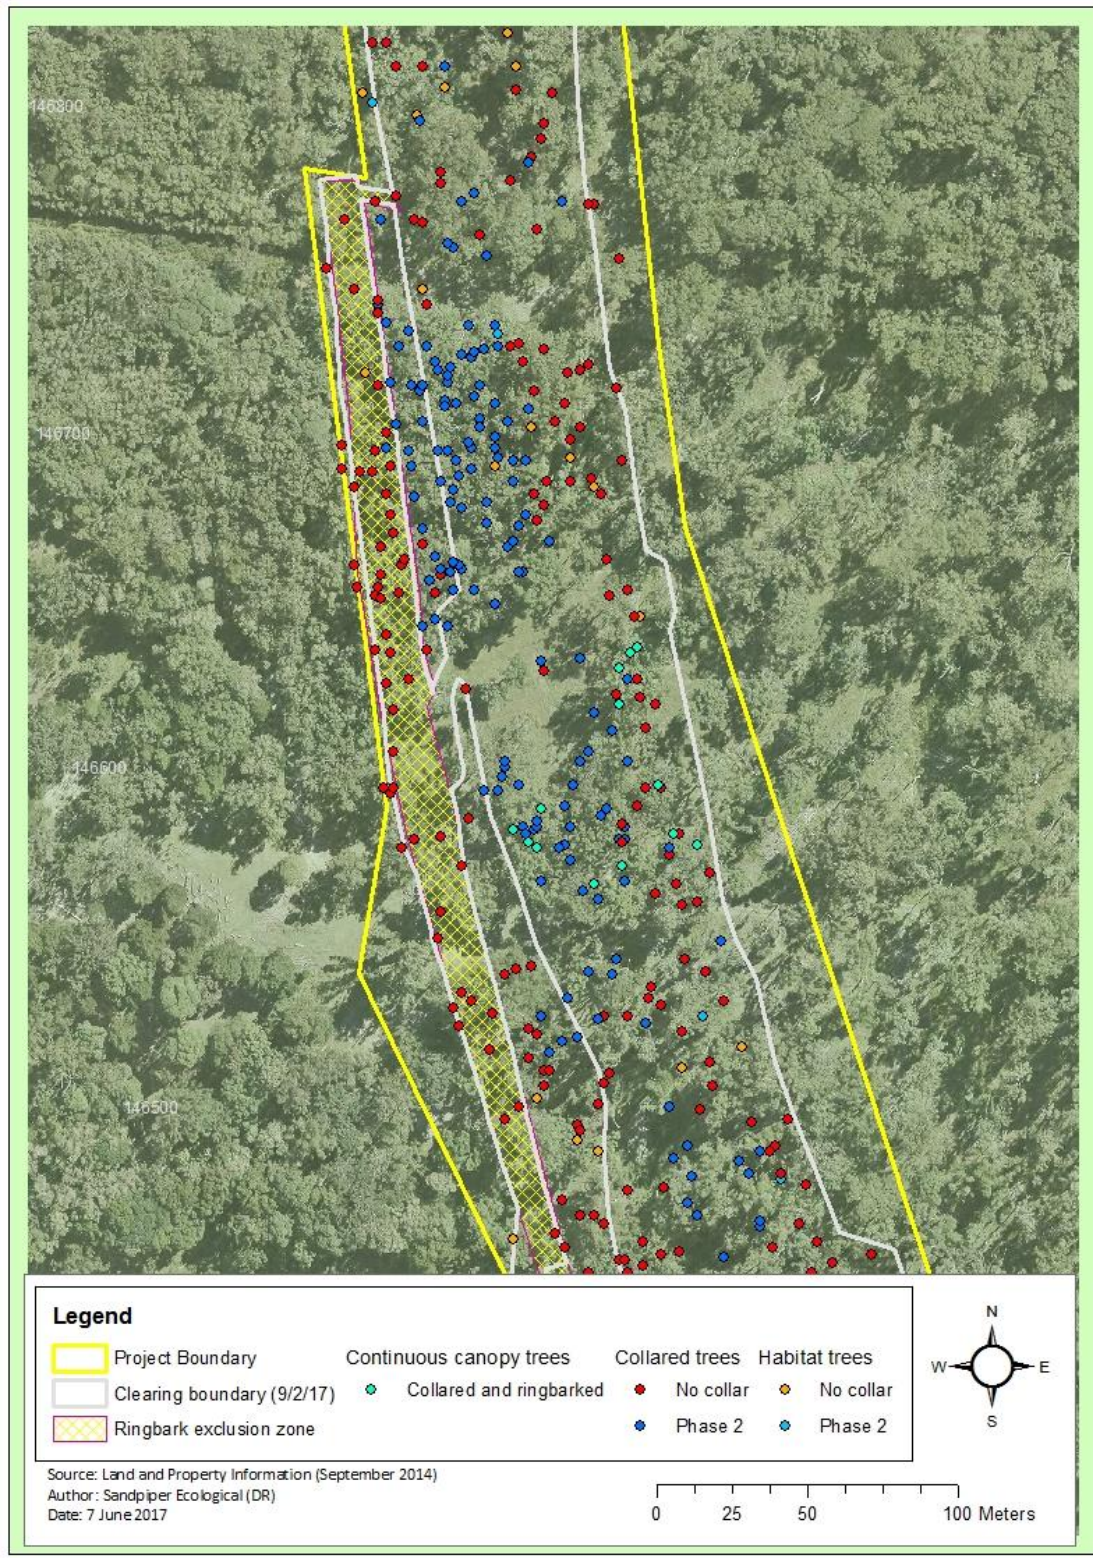 146800
146700
146600
146500
Legend
Project Boundary
Clearing boundary (9/2/17)
Ringbark exclusion zone
Continuous canopy trees
Collared and ringbarked
Collared trees
No collar
Phase 2
Habitat trees
No collar
Phase 2
N
W E
S
Source: Land and Property Information (September 2014)
Author: Sandpiper Ecological (DR)
Date: 7 June 2017
0 25 50 100 Meters